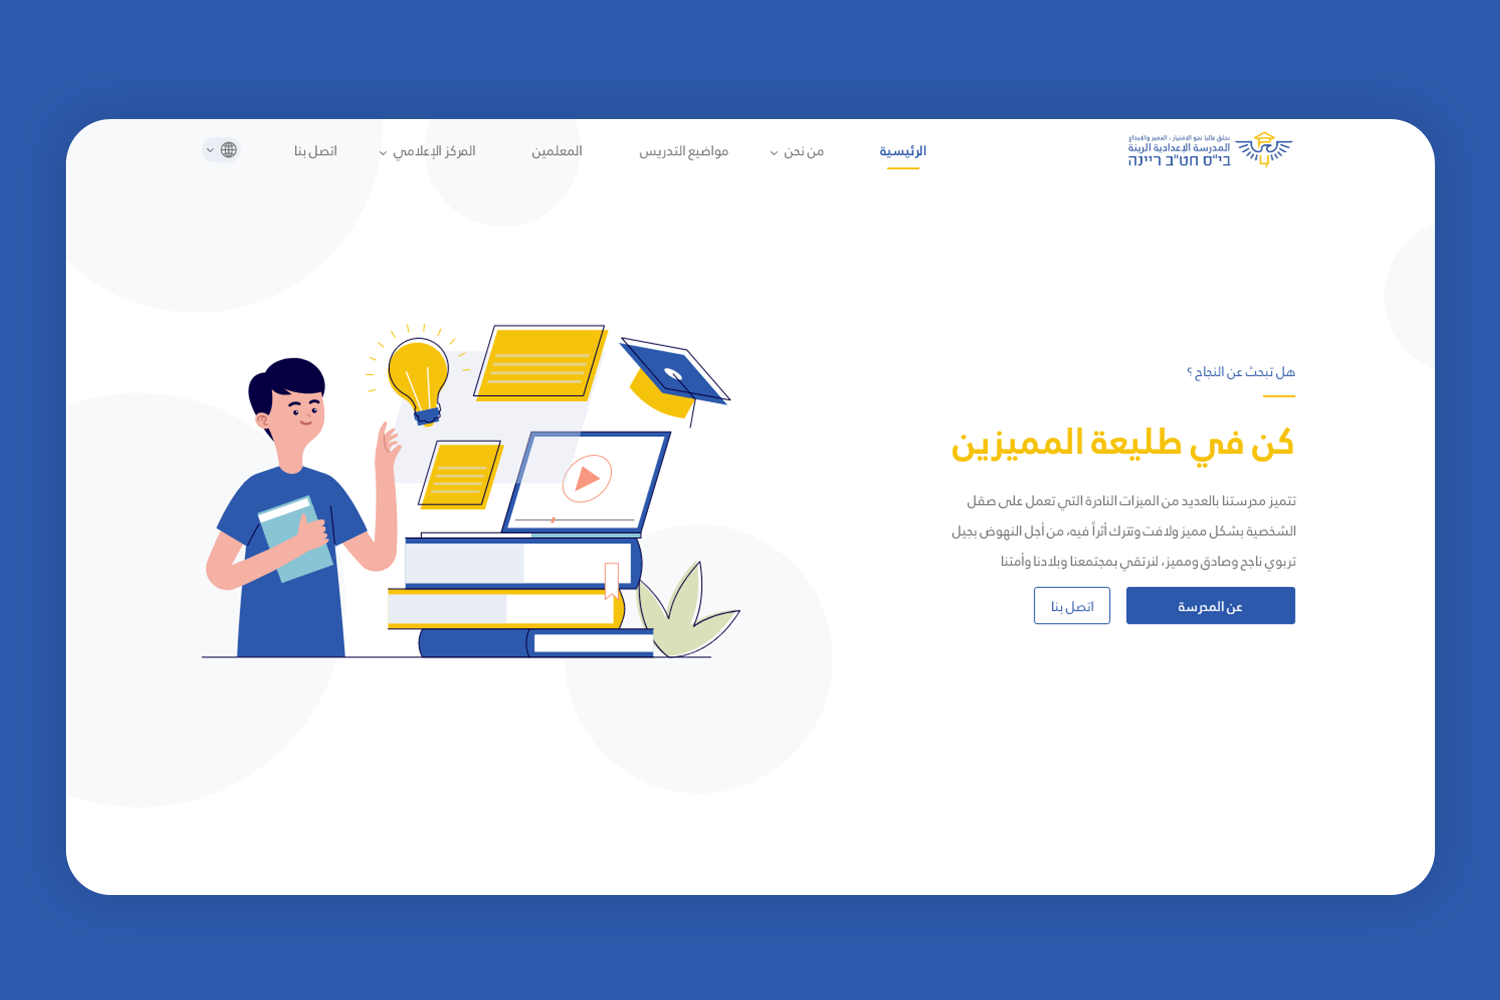 نحلق عاليا نحو الامتياز ، التميز والابداع
المدرسة الإعدادية الرينة
בי"ס חט"ב ריינה
الرئيسية
من نحن
مواضيع التدريس
المعلمين
المركز الإعلامي
اتصل بنا
هل تبحث عن النجاح ؟
كن في طليعة المميزين
تتميز مدرستنا بالعديد من الميزات النادرة التي تعمل على صقل
الشخصية بشكل مميز ولافت وتترك أثراً فيه، من أجل النهوض بجيل
تربوي ناجح وصادق ومميز، لنرتقي بمجتمعنا وبلادنا وأمتنا
عن المدرسة
اتصل بنا